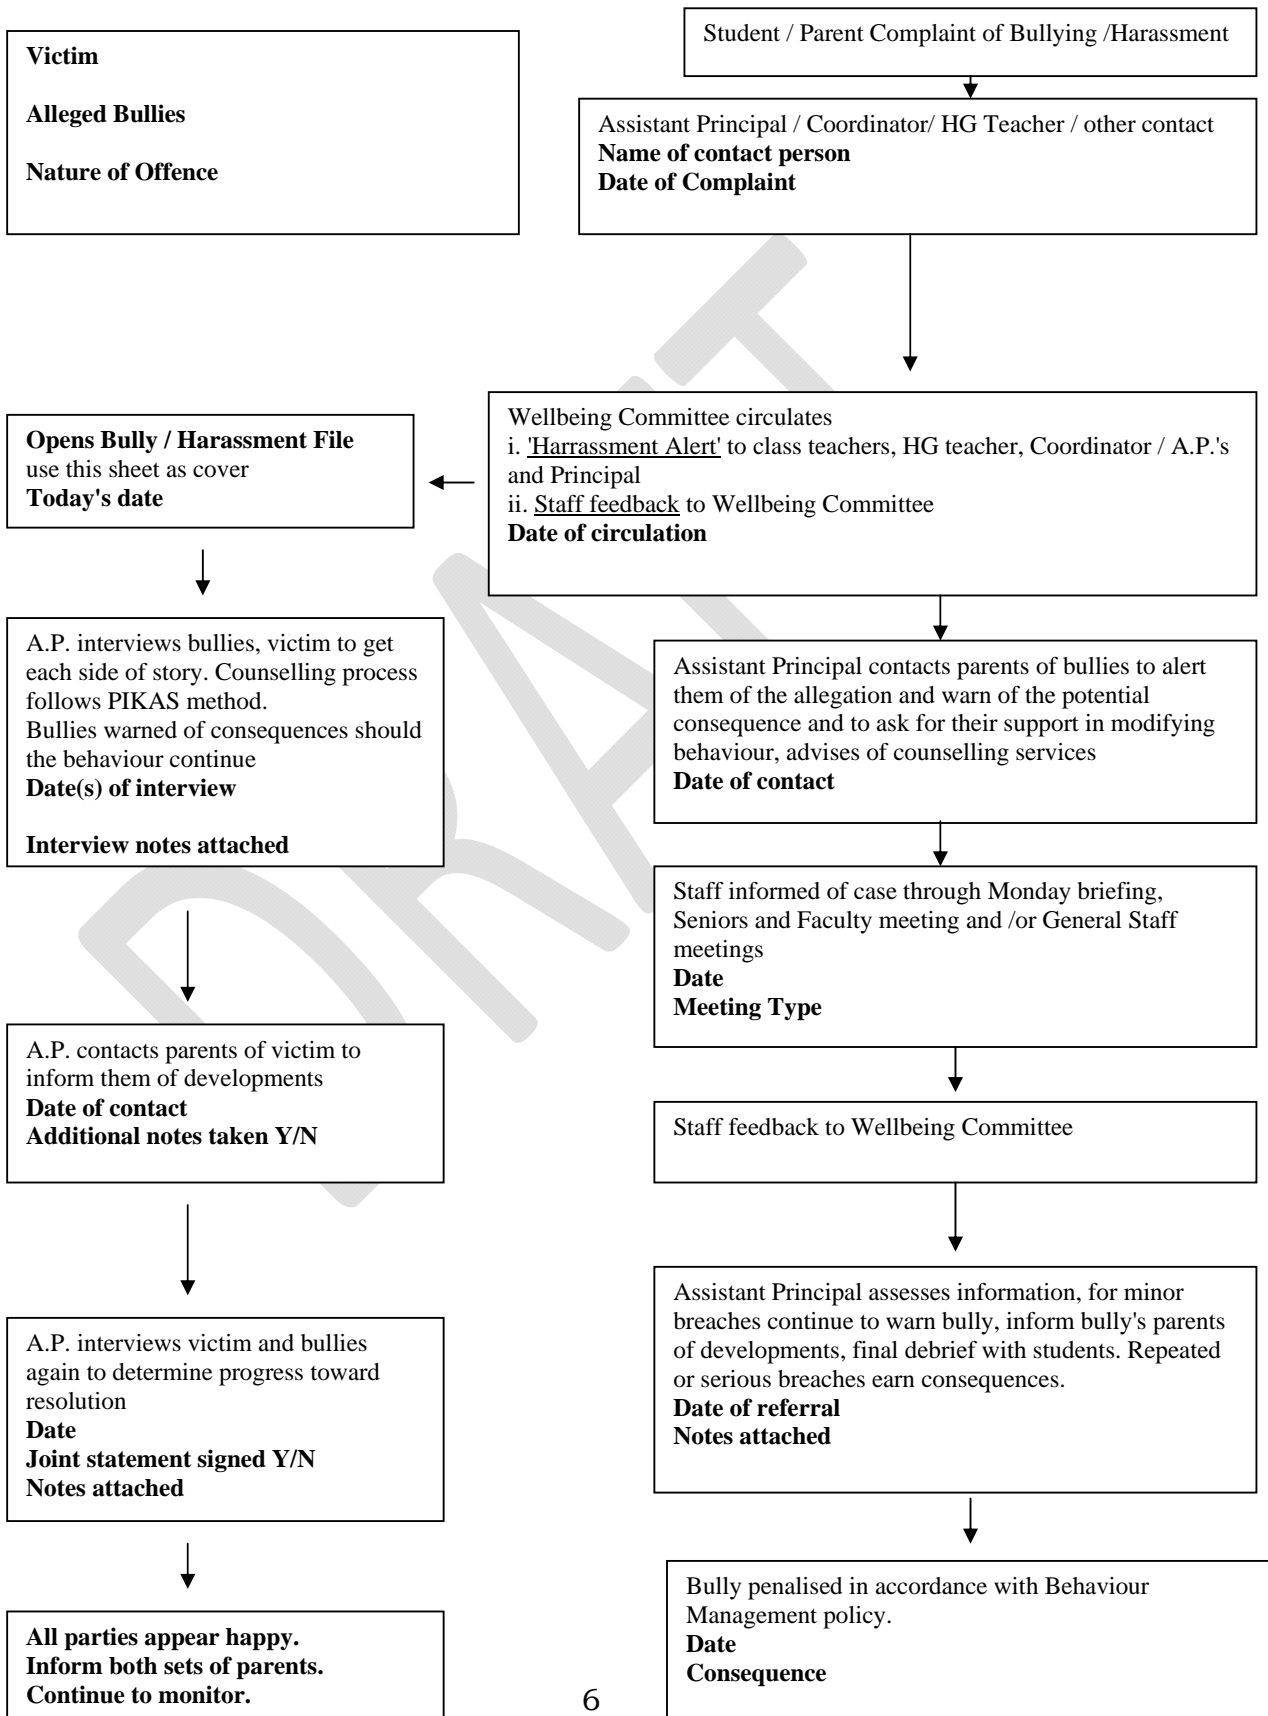 Victim
Alleged Bullies
Nature of Offence
Student / Parent Complaint of Bullying /Harassment
Assistant Principal / Coordinator/ HG Teacher / other contact
Name of contact person
Date of Complaint
Wellbeing Committee circulates
i. 'Harrassment Alert' to class teachers, HG teacher, Coordinator / A.P.'s
and Principal
ii. Staff feedback to Wellbeing Committee
Date of circulation
Opens Bully / Harassment File
use this sheet as cover
Today's date
A.P. interviews bullies, victim to get
each side of story. Counselling process
follows PIKAS method.
Bullies warned of consequences should
the behaviour continue
Date(s) of interview
Interview notes attached
Assistant Principal contacts parents of bullies to alert
them of the allegation and warn of the potential
consequence and to ask for their support in modifying
behaviour, advises of counselling services
Date of contact
Staff informed of case through Monday briefing,
Seniors and Faculty meeting and /or General Staff
meetings
Date
Meeting Type
A.P. contacts parents of victim to
inform them of developments
Date of contact
Additional notes taken Y/N
Staff feedback to Wellbeing Committee
A.P. interviews victim and bullies
again to determine progress toward
resolution
Date
Joint statement signed Y/N
Notes attached
Assistant Principal assesses information, for minor
breaches continue to warn bully, inform bully's parents
of developments, final debrief with students. Repeated
or serious breaches earn consequences.
Date of referral
Notes attached
All parties appear happy.
Inform both sets of parents.
Continue to monitor.
Bully penalised in accordance with Behaviour
Management policy.
Date
Consequence
6
DRAFT